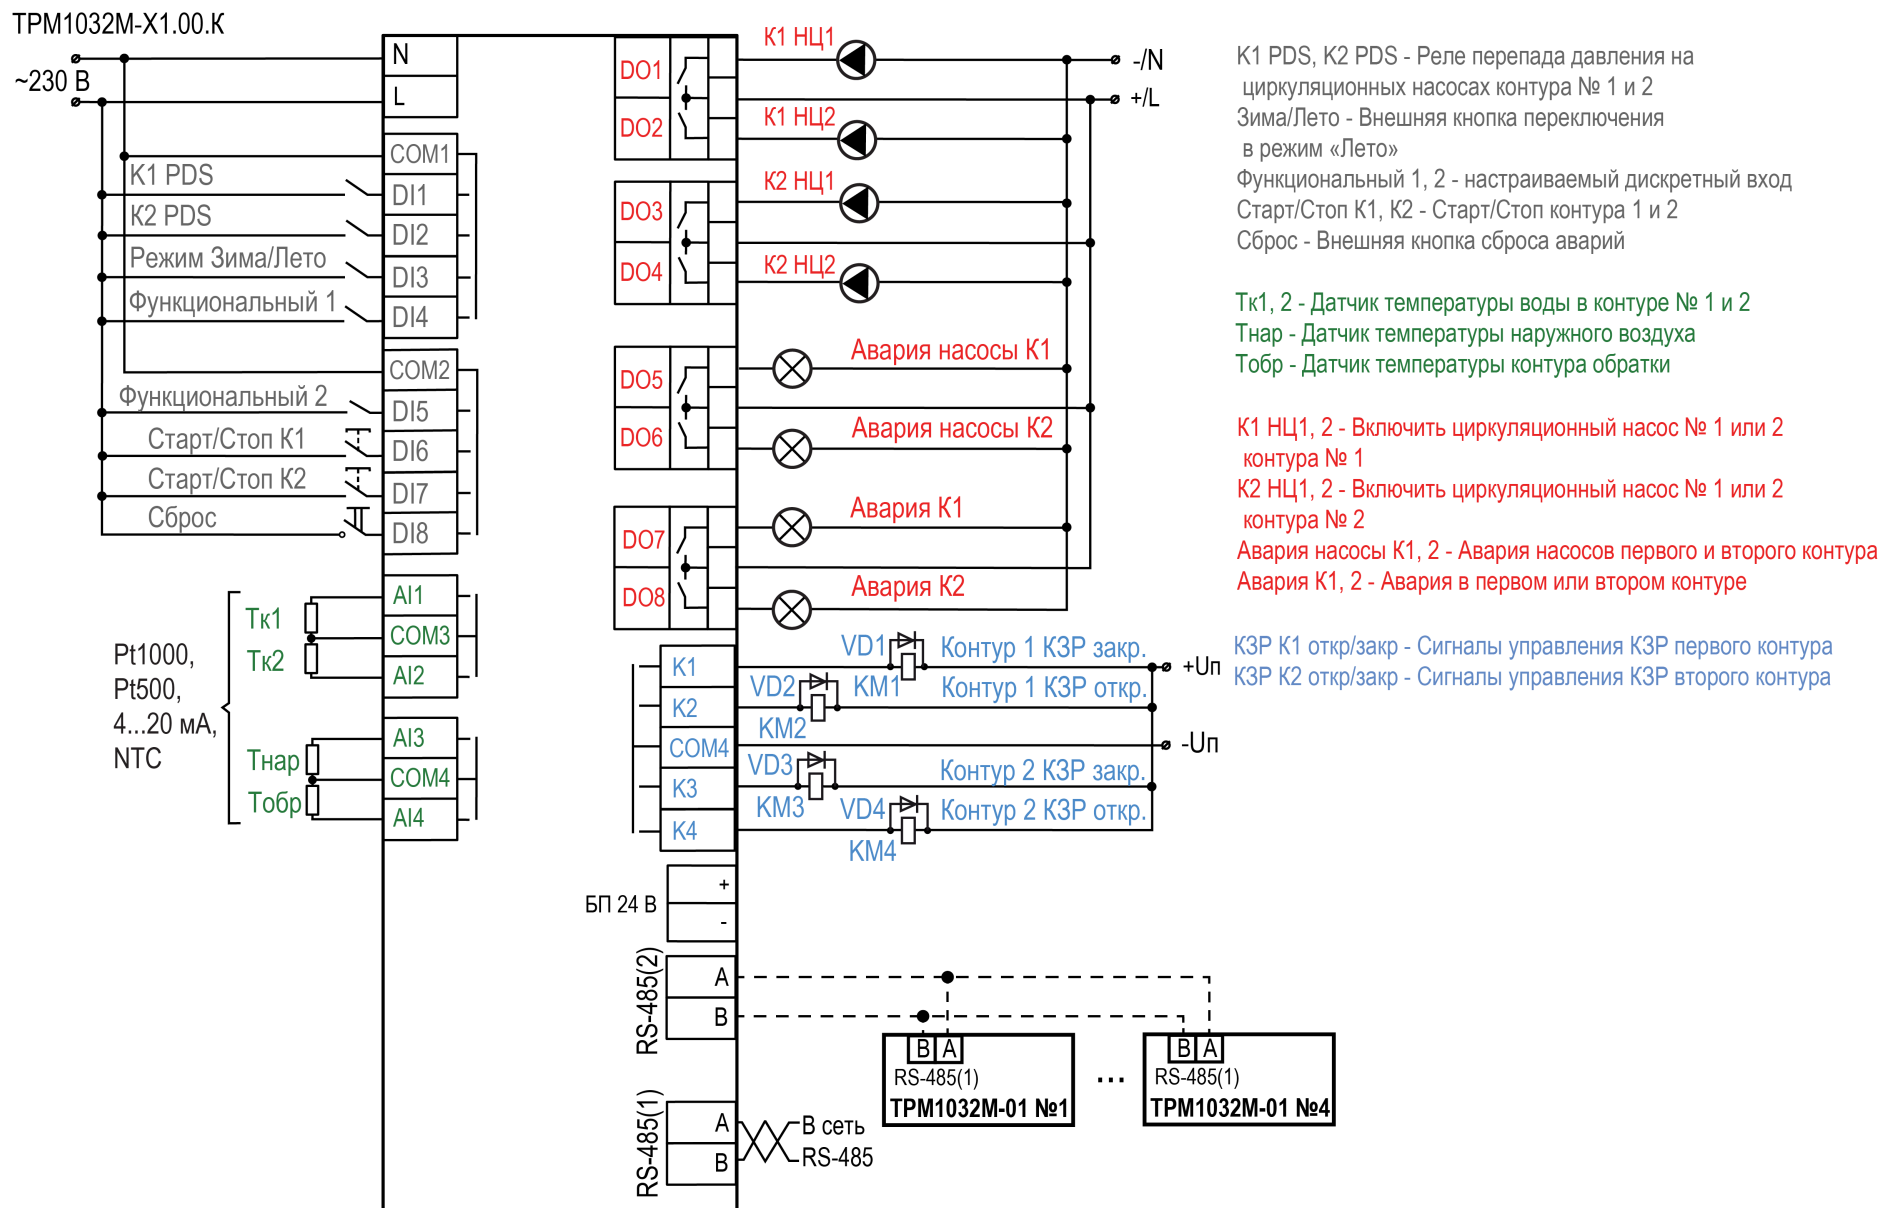 ТРМ1032М-Х1.00.К
~230 В
N
L
COM1
K1 PDS
DI1
К2 PDS
DI2
Режим Зима/Лето
DI3
Функциональный 1
DI4
COM2
Функциональный 2
DI5
Старт/Стоп К1
DI6
Старт/Стоп К2
DI7
Сброс
DI8
Pt1000,
Pt500,
4...20 мА,
NTC
Тк1
Тк2
AI1
COM3
AI2
Тнар
Тобр
AI3
COM4
AI4
DO1
DO2
К1 НЦ1
К1 НЦ2
-/N
+/L
DO3
DO4
К2 НЦ1
К2 НЦ2
DO5
DO6
Авария насосы К1
Авария насосы К2
DO7
DO8
Авария К1
Авария К2
K1
VD1
KM1
Контур 1 КЗР закр.
+Uп
K2
VD2
KM2
Контур 1 КЗР откр.
COM4
-Uп
K3
VD3
KM3
Контур 2 КЗР закр.
K4
VD4
KM4
Контур 2 КЗР откр.
БП 24 В
+
-
RS-485(2)
A
B
B A
RS-485(1)
ТРМ1032М-01 №1
...
B A
RS-485(1)
ТРМ1032М-01 №4
RS-485(1)
A
B
В сеть
RS-485
K1 PDS, K2 PDS - Реле перепада давления на
циркуляционных насосах контура № 1 и 2
Зима/Лето - Внешняя кнопка переключения
в режим «Лето»
Функциональный 1, 2 - настраиваемый дискретный вход
Старт/Стоп К1, К2 - Старт/Стоп контура 1 и 2
Сброс - Внешняя кнопка сброса аварий
Тк1, 2 - Датчик температуры воды в контуре № 1 и 2
Тнар - Датчик температуры наружного воздуха
Тобр - Датчик температуры контура обратки
К1 НЦ1, 2 - Включить циркуляционный насос № 1 или 2
контура № 1
К2 НЦ1, 2 - Включить циркуляционный насос № 1 или 2
контура № 2
Авария насосы К1, 2 - Авария насосов первого и второго контура
Авария К1, 2 - Авария в первом или втором контуре
КЗР К1 откр/закр - Сигналы управления КЗР первого контура
КЗР К2 откр/закр - Сигналы управления КЗР второго контура